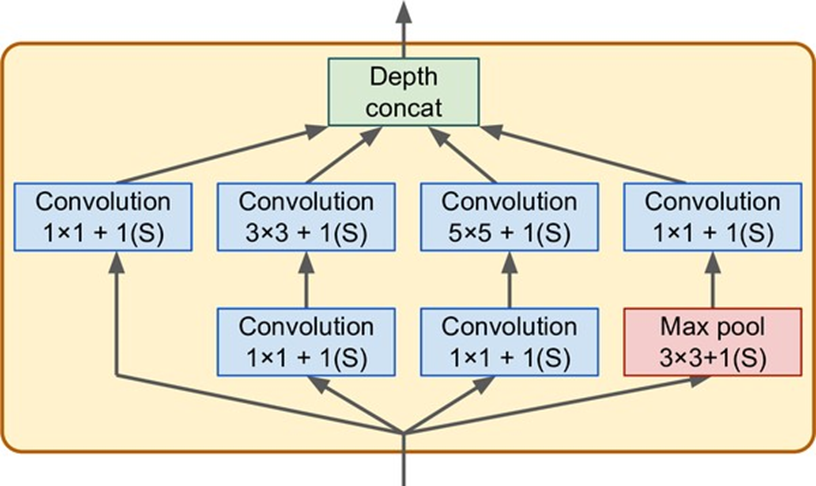 Depth
concat
Convolution
1×1 + 1(S)
Convolution
3×3 + 1(S)
Convolution
5×5 + 1(S)
Convolution
1×1 + 1(S)
Convolution
1×1 + 1(S)
Convolution
1×1 + 1(S)
Max pool
3×3+1(S)